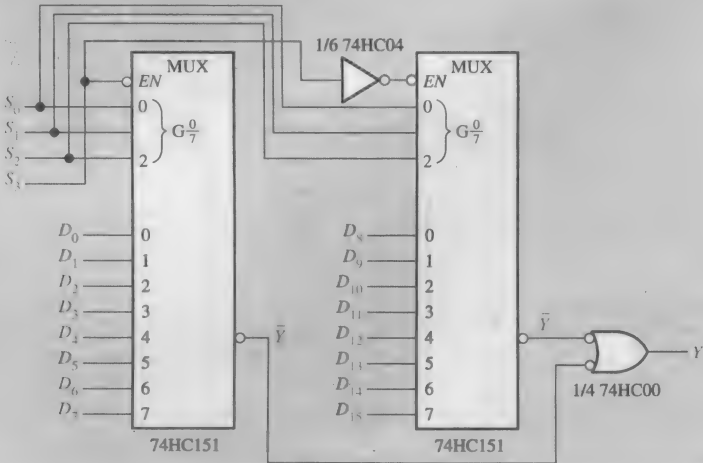 1/6 74HC04
MUX
EN
S₀
0
S₁
G 0/7
S₂
2
S₃
D₀
0
D₁
1
D₂
2
D₃
3
D₄
4
D₅
5
D₆
6
D₇
7
Ȳ
74HC151
MUX
EN
0
G 0/7
2
D₈
0
D₉
1
D₁₀
2
D₁₁
3
D₁₂
4
D₁₃
5
D₁₄
6
D₁₅
7
Ȳ
74HC151
Y
1/4 74HC00